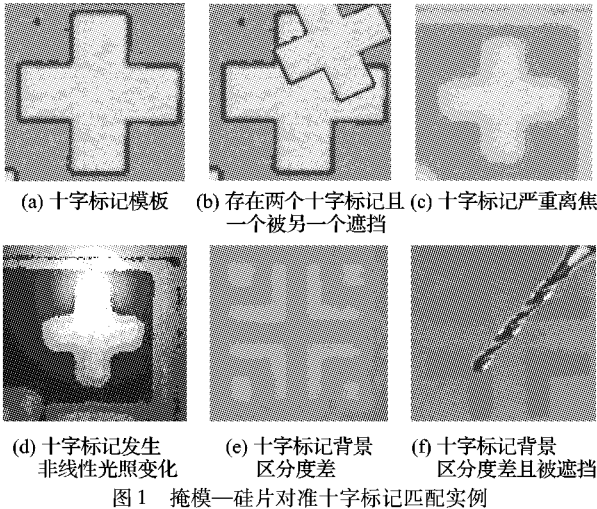 (a) 十字标记模板
(b) 存在两个十字标记且
一个被另一个遮挡
(c) 十字标记严重离焦
(d) 十字标记发生
非线性光照变化
(e) 十字标记背景
区分度差
(f) 十字标记背景
区分度差且被遮挡
图1 掩模—硅片对准十字标记匹配实例